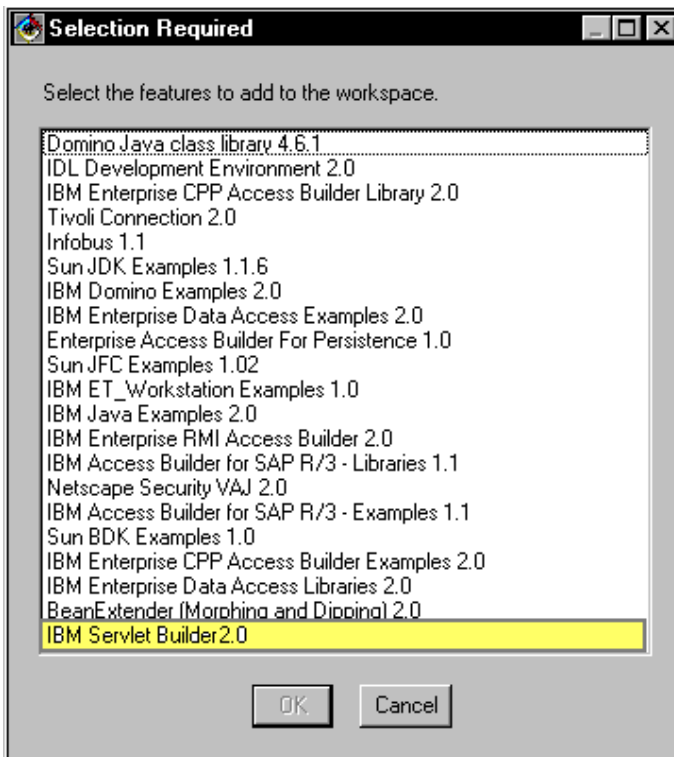 Selection Required
Select the features to add to the workspace.
Domino Java class library 4.6.1
IDL Development Environment 2.0
IBM Enterprise CPP Access Builder Library 2.0
Tivoli Connection 2.0
Infobus 1.1
Sun JDK Examples 1.1.6
IBM Domino Examples 2.0
IBM Enterprise Data Access Examples 2.0
Enterprise Access Builder For Persistence 1.0
Sun JFC Examples 1.02
IBM ET_Workstation Examples 1.0
IBM Java Examples 2.0
IBM Enterprise RMI Access Builder 2.0
IBM Access Builder for SAP R/3 - Libraries 1.1
Netscape Security VAJ 2.0
IBM Access Builder for SAP R/3 - Examples 1.1
Sun BDK Examples 1.0
IBM Enterprise CPP Access Builder Examples 2.0
IBM Enterprise Data Access Libraries 2.0
BeanExtender (Morphing and Dipping) 2.0
IBM Servlet Builder2.0
OK Cancel